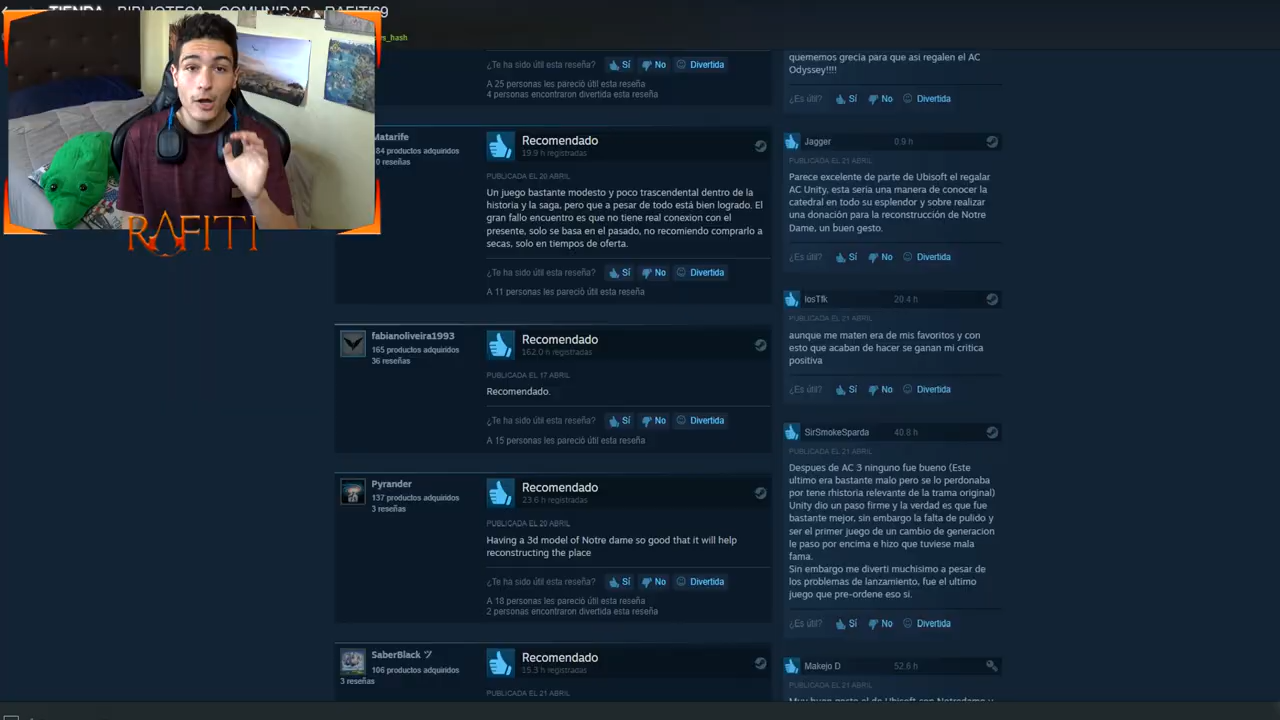 TIENDA BIBLIOTECA COMUNIDAD RAFITI69
s_hash
RAFITI
¿Te ha sido útil esta reseña? Sí No Divertida
A 25 personas les pareció útil esta reseña
4 personas encontraron divertida esta reseña
Matarife
84 productos adquiridos
0 reseñas
Recomendado
19.9 h registradas
PUBLICADA EL 20 ABRIL
Un juego bastante modesto y poco trascendental dentro de la
historia y la saga, pero que a pesar de todo está bien logrado. El
gran fallo encuentro es que no tiene real conexion con el
presente, solo se basa en el pasado, no recomiendo comprarlo a
secas, solo en tiempos de oferta.
¿Te ha sido útil esta reseña? Sí No Divertida
A 11 personas les pareció útil esta reseña
fabianoliveira1993
165 productos adquiridos
36 reseñas
Recomendado
162.0 h registradas
PUBLICADA EL 17 ABRIL
Recomendado.
¿Te ha sido útil esta reseña? Sí No Divertida
A 15 personas les pareció útil esta reseña
Pyrander
137 productos adquiridos
3 reseñas
Recomendado
23.6 h registradas
PUBLICADA EL 20 ABRIL
Having a 3d model of Notre dame so good that it will help
reconstructing the place
¿Te ha sido útil esta reseña? Sí No Divertida
A 18 personas les pareció útil esta reseña
2 personas encontraron divertida esta reseña
SaberBlack ツ
106 productos adquiridos
3 reseñas
Recomendado
15.3 h registradas
PUBLICADA EL 21 ABRIL
quememos grecia para que asi regalen el AC
Odyssey!!!!
¿Es útil? Sí No Divertida
Jagger 0.9 h
PUBLICADA EL 21 ABRIL
Parece excelente de parte de Ubisoft el regalar
AC Unity, esta seria una manera de conocer la
catedral en todo su esplendor y sobre realizar
una donación para la reconstrucción de Notre
Dame, un buen gesto.
¿Es útil? Sí No Divertida
losTfk 20.4 h
PUBLICADA EL 21 ABRIL
aunque me maten era de mis favoritos y con
esto que acaban de hacer se ganan mi critica
positiva
¿Es útil? Sí No Divertida
SirSmokeSparda 40.8 h
PUBLICADA EL 21 ABRIL
Despues de AC 3 ninguno fue bueno (Este
ultimo era bastante malo pero se lo perdonaba
por tene rhistoria relevante de la trama original)
Unity dio un paso firme y la verdad es que fue
bastante mejor, sin embargo la falta de pulido y
ser el primer juego de un cambio de generacion
le paso por encima e hizo que tuviese mala
fama.
Sin embargo me diverti muchisimo a pesar de
los problemas de lanzamiento, fue el ultimo
juego que pre-ordene eso si.
¿Es útil? Sí No Divertida
Makejo D 52.6 h
PUBLICADA EL 21 ABRIL
Muy buen gesto el de Ubisoft con Notredame y